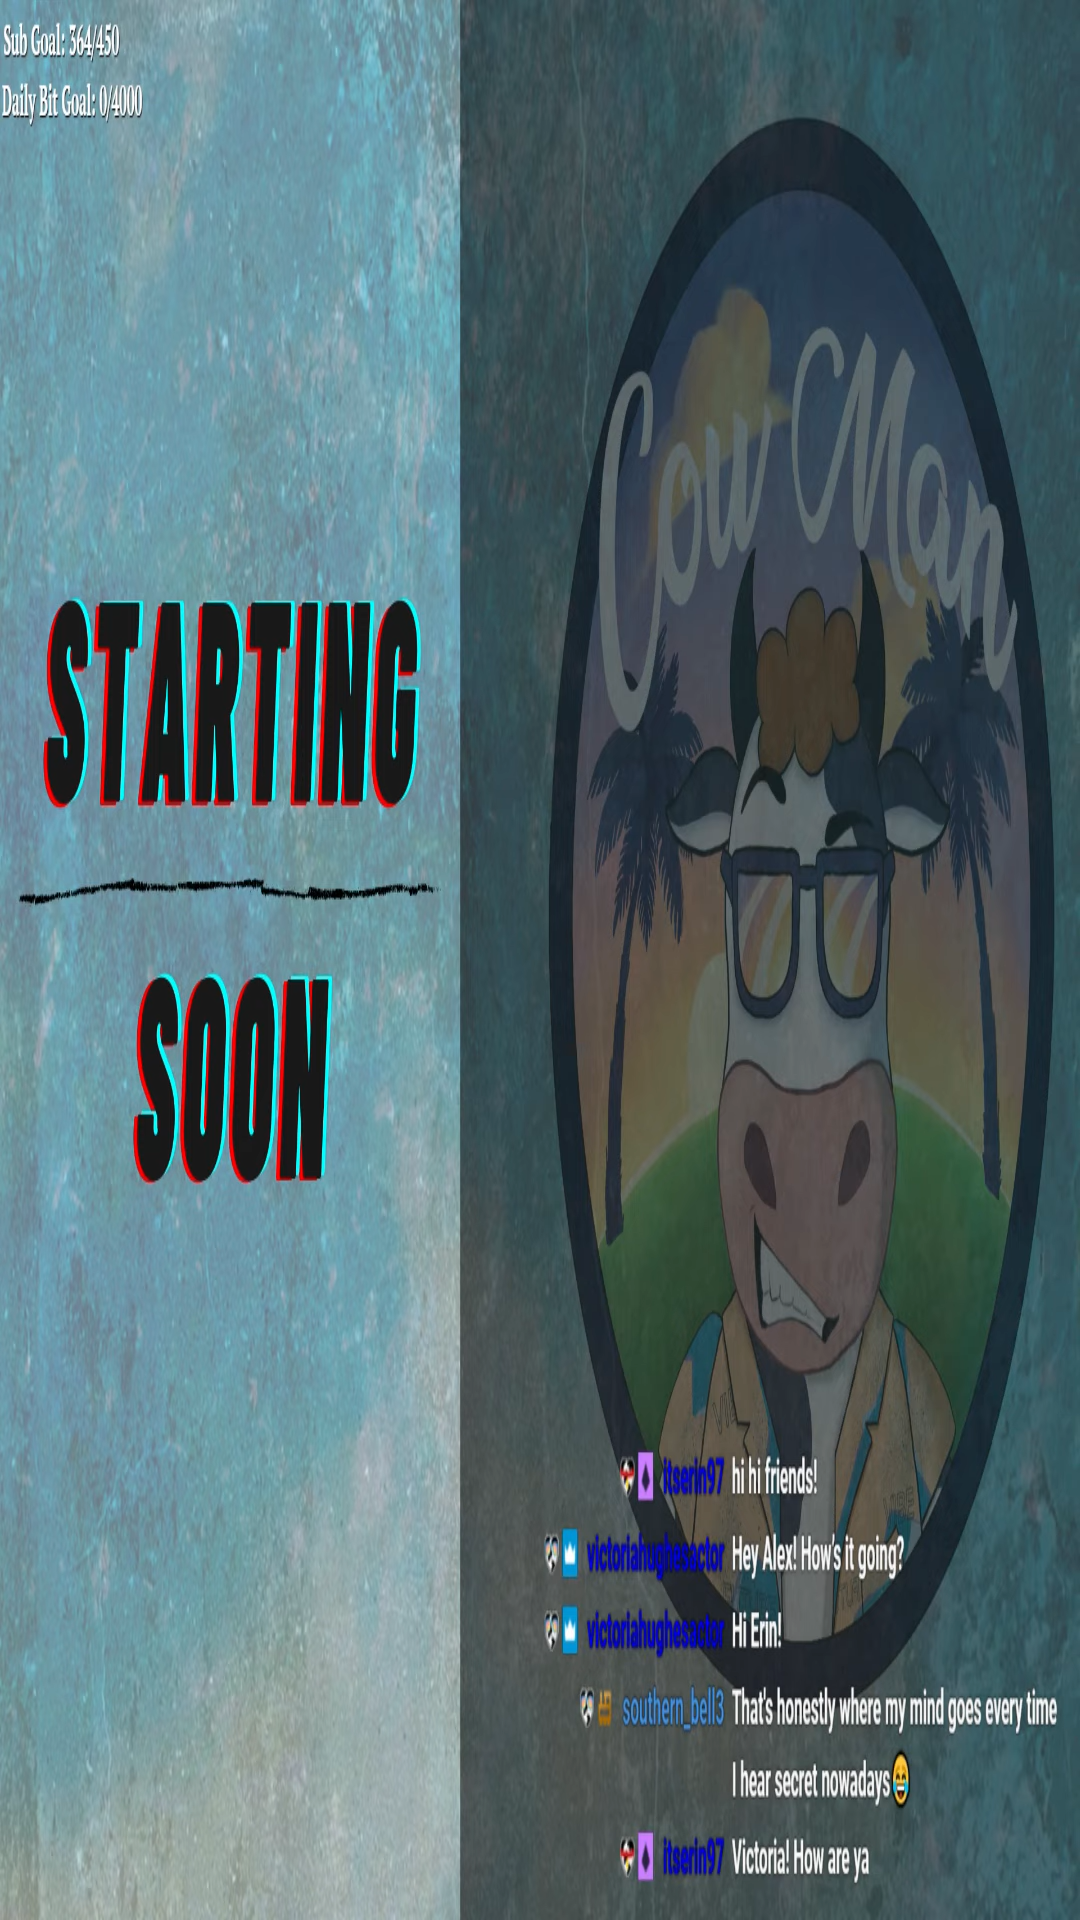 Sub Goal: 364/450
Daily Bit Goal: 0/4000
Cow Man
STARTING
SOON
itserin97 hi hi friends!
victoriahughesactor Hey Alex! How's it going?
victoriahughesactor Hi Erin!
southern_bell3 That's honestly where my mind goes every time
I hear secret nowadays😂
itserin97 Victoria! How are ya